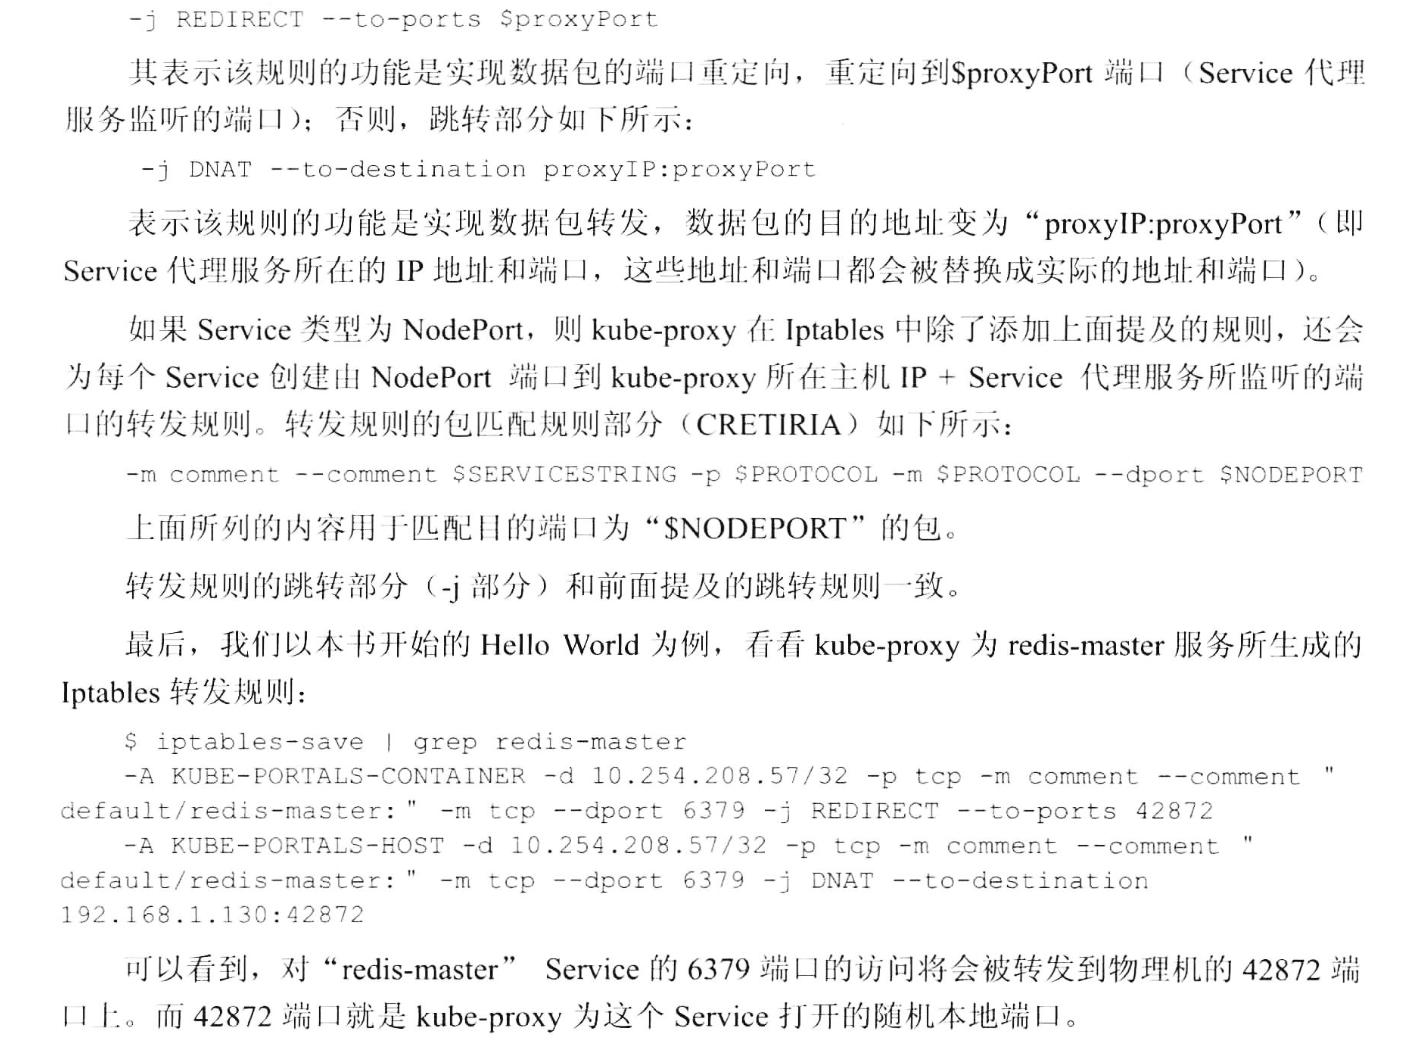 -j REDIRECT --to-ports $proxyPort
其表示该规则的功能是实现数据包的端口重定向，重定向到$proxyPort 端口（Service 代理
服务监听的端口）；否则，跳转部分如下所示：
-j DNAT --to-destination proxyIP:proxyPort
表示该规则的功能是实现数据包转发，数据包的目的地址变为“proxyIP:proxyPort”（即
Service 代理服务所在的 IP 地址和端口，这些地址和端口都会被替换成实际的地址和端口）。
如果 Service 类型为 NodePort，则 kube-proxy 在 Iptables 中除了添加上面提及的规则，还会
为每个 Service 创建由 NodePort 端口到 kube-proxy 所在主机 IP + Service 代理服务所监听的端
口的转发规则。转发规则的包匹配规则部分（CRETIRIA）如下所示：
-m comment --comment $SERVICESTRING -p $PROTOCOL -m $PROTOCOL --dport $NODEPORT
上面所列的内容用于匹配目的端口为“$NODEPORT”的包。
转发规则的跳转部分（-j 部分）和前面提及的跳转规则一致。
最后，我们以本书开始的 Hello World 为例，看看 kube-proxy 为 redis-master 服务所生成的
Iptables 转发规则：
$ iptables-save | grep redis-master
-A KUBE-PORTALS-CONTAINER -d 10.254.208.57/32 -p tcp -m comment --comment "
default/redis-master:" -m tcp --dport 6379 -j REDIRECT --to-ports 42872
-A KUBE-PORTALS-HOST -d 10.254.208.57/32 -p tcp -m comment --comment "
default/redis-master:" -m tcp --dport 6379 -j DNAT --to-destination
192.168.1.130:42872
可以看到，对“redis-master” Service 的 6379 端口的访问将会被转发到物理机的 42872 端
口上。而 42872 端口就是 kube-proxy 为这个 Service 打开的随机本地端口。